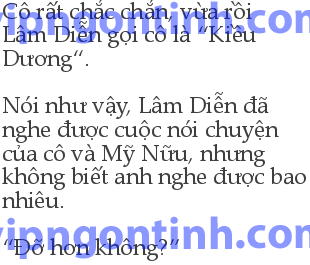 Cô rất chắc chắn, vừa rồi
Lâm Diễn gọi cô là “Kiều
Dương“.
Nói như vậy, Lâm Diễn đã
nghe được cuộc nói chuyện
của cô và Mỹ Nữu, nhưng
không biết anh nghe được bao
nhiêu.
“Đỡ hơn không?”
vipngontinh.com